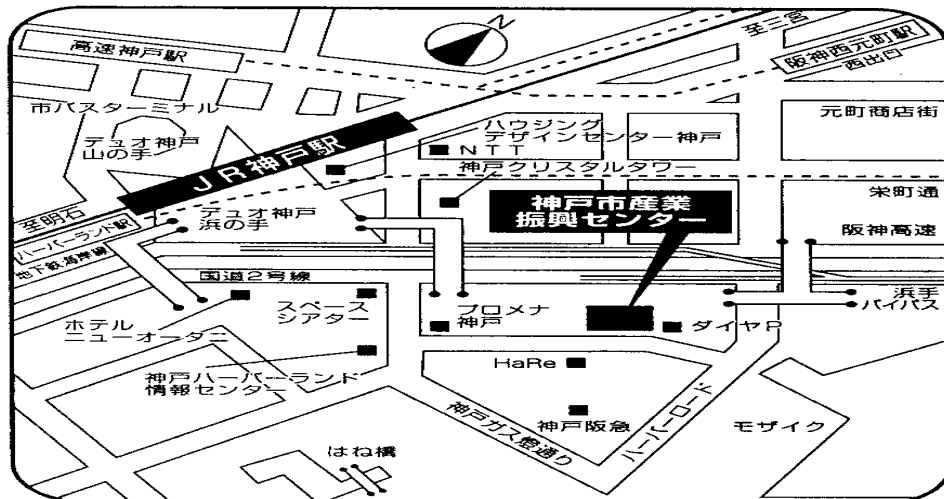 N
至三宮
高速神戸駅
阪神西元町駅
西出口
市バスターミナル
元町商店街
デュオ神戸
山の手
ハウジング
デザインセンター神戸
NTT
JR神戸駅
神戸クリスタルタワー
栄町通
神戸市産業
振興センター
至明石
デュオ神戸
浜の手
ハーバーランド駅
阪神高速
地下鉄海岸線
国道2号線
浜手
バイパス
スペース
シアター
プロメナ
神戸
ダイヤP
ホテル
ニューオータニ
HaRe
神戸ハーバーランド
情報センター
神戸ガス燈通り
神戸阪急
ハーバーロード
モザイク
はね橋